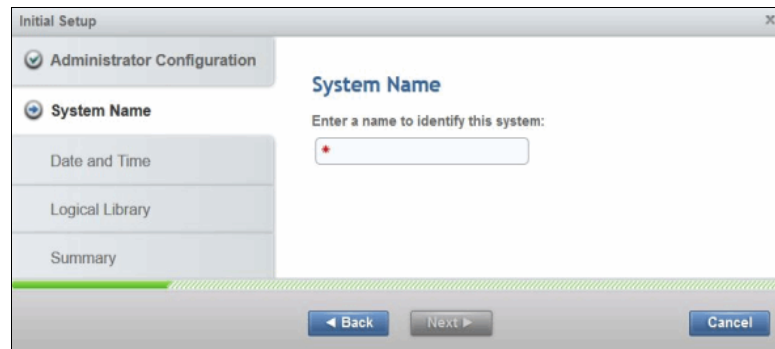 Initial Setup
x
Administrator Configuration
System Name
Date and Time
Logical Library
Summary
System Name
Enter a name to identify this system:
*
◄ Back
Next ►
Cancel